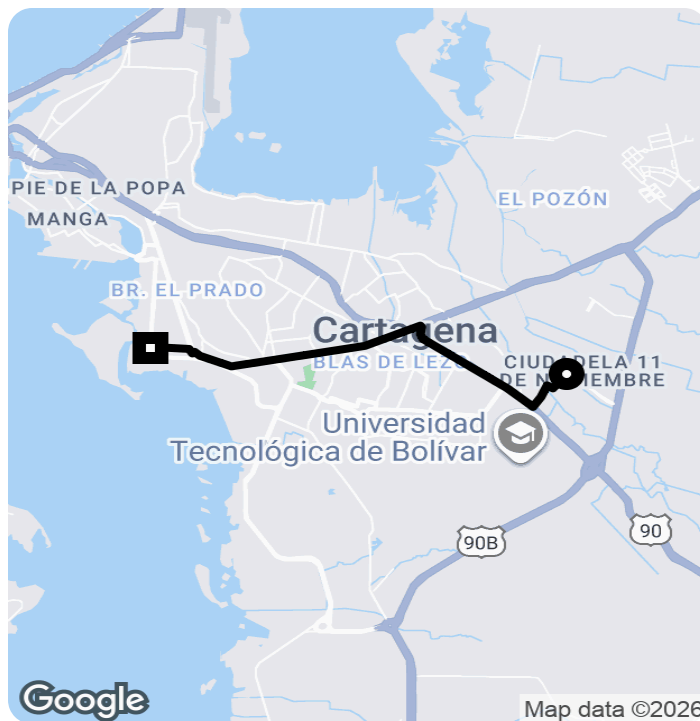 PIE DE LA POPA
MANGA
EL POZÓN
BR. EL PRADO
Cartagena
BLAS DE LEZO
CIUDADELA 11
DE NOVIEMBRE
Universidad
Tecnológica de Bolívar
90B
90
Google
Map data ©2026